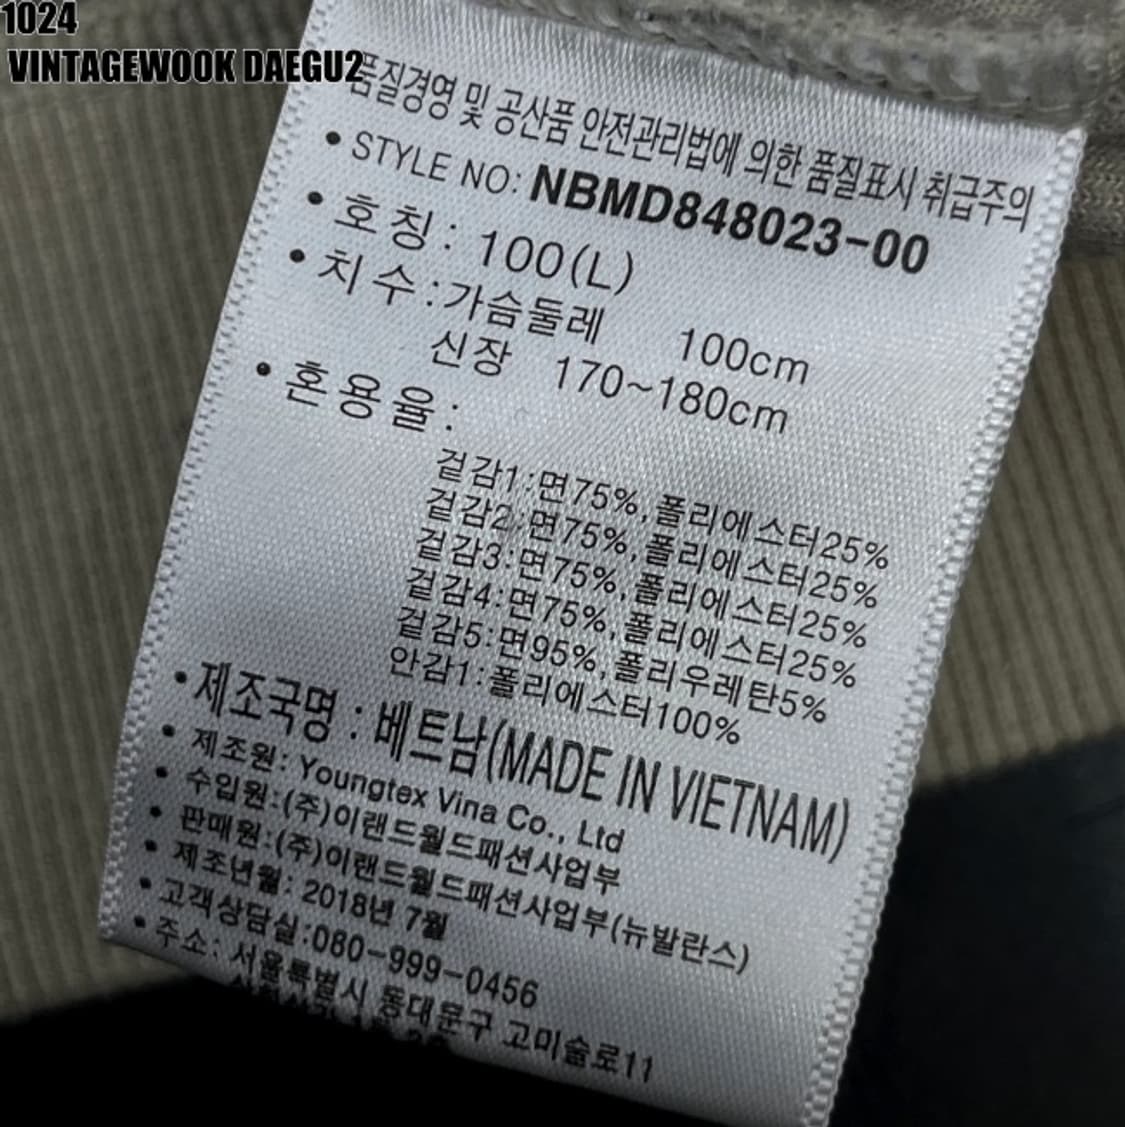 1024
VINTAGEWOOK DAEGU2
품질경영 및 공산품 안전관리법에 의한 품질표시 취급주의
• STYLE NO: NBMD848023-00
• 호칭: 100(L)
• 치수: 가슴둘레 100cm
신장 170~180cm
• 혼용율:
겉감1:면75%,폴리에스터25%
겉감2:면75%,폴리에스터25%
겉감3:면75%,폴리에스터25%
겉감4:면75%,폴리에스터25%
겉감5:면95%,폴리우레탄5%
안감1:폴리에스터100%
• 제조국명 : 베트남(MADE IN VIETNAM)
• 제조원: Youngtex Vina Co., Ltd
• 수입원:(주)이랜드월드패션사업부
• 판매원:(주)이랜드월드패션사업부(뉴발란스)
• 제조년월: 2018년 7월
• 고객상담실:080-999-0456
• 주소: 서울특별시 동대문구 고미술로11